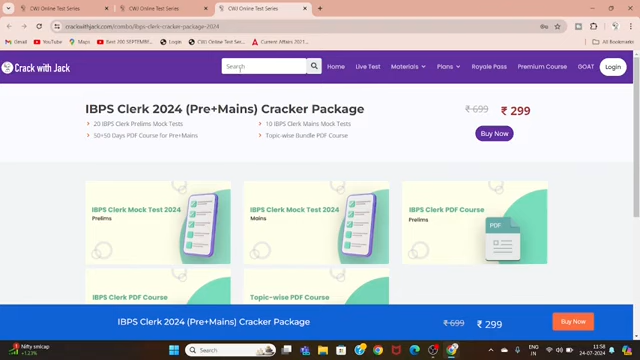 CWJ Online Test Series
CWJ Online Test Series
CWJ Online Test Series
crackwithjack.com/combo/ibps-clerk-cracker-package-2024
Gmail
YouTube
Maps
Best 200 SEPTEMBER...
Login
CWJ Online Test Seri...
Current Affairs 2021...
All Bookmarks
Crack with Jack
Search
Home
Live Test
Materials
Plans
Royale Pass
Premium Course
GOAT
Login
IBPS Clerk 2024 (Pre+Mains) Cracker Package
₹ 699
₹ 299
20 IBPS Clerk Prelims Mock Tests
10 IBPS Clerk Mains Mock Tests
50+50 Days PDF Course for Pre+Mains
Topic-wise Bundle PDF Course
Buy Now
IBPS Clerk Mock Test 2024
Prelims
IBPS Clerk Mock Test 2024
Mains
IBPS Clerk PDF Course
Prelims
PDF
IBPS Clerk PDF Course
Topic-wise PDF Course
IBPS Clerk 2024 (Pre+Mains) Cracker Package
₹ 699
₹ 299
Buy Now
Nifty smlcap
+1.23%
Search
ENG
IN
11:58
24-07-2024